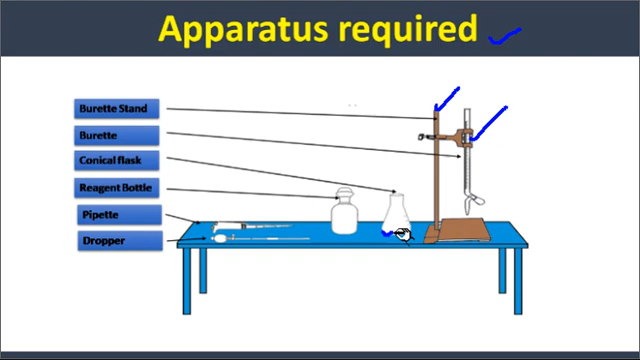 Apparatus required
Burette Stand
Burette
Conical flask
Reagent Bottle
Pipette
Dropper